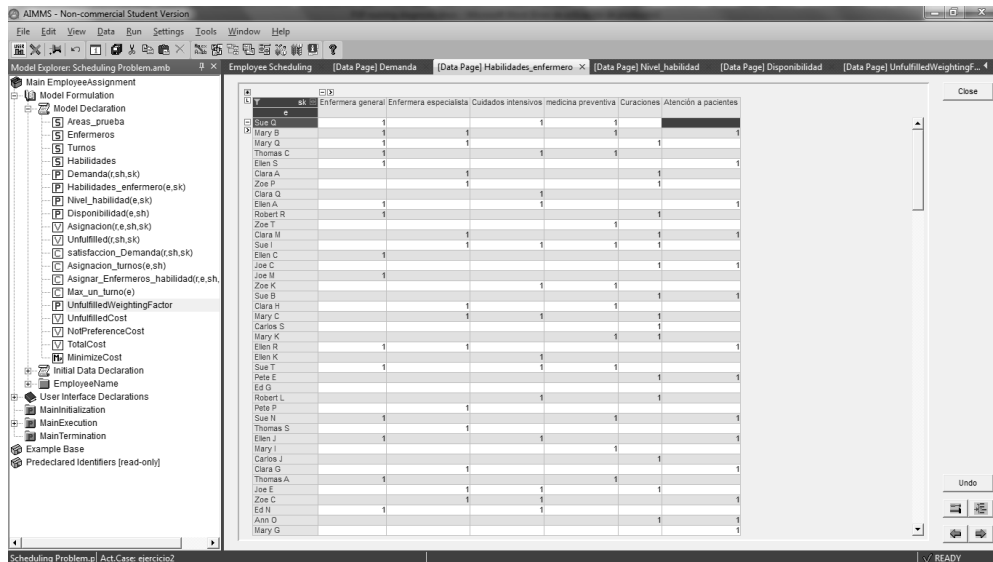 AIMMS - Non-commercial Student Version
File Edit View Data Run Settings Tools Window Help
Model Explorer: Scheduling Problem.amb
Main EmployeeAssignment
Model Formulation
Model Declaration
S Areas_prueba
S Enfermeros
S Turnos
S Habilidades
P Demanda(r,sh,sk)
P Habilidades_enfermero(e,sk)
P Nivel_habilidad(e,sk)
P Disponibilidad(e,sh)
V Asignacion(r,e,sh,sk)
V Unfulfilled(r,sh,sk)
C satisfaccion_Demanda(r,sh,sk)
C Asignacion_turnos(e,sh)
C Asignar_Enfermeros_habilidad(r,e,sh,
C Max_un_turno(e)
P UnfulfilledWeightingFactor
V UnfulfilledCost
V NotPreferenceCost
V TotalCost
MinimizeCost
Initial Data Declaration
EmployeeName
User Interface Declarations
MainInitialization
MainExecution
MainTermination
Example Base
Predeclared Identifiers [read-only]
Employee Scheduling [Data Page] Demanda [Data Page] Habilidades_enfermero [Data Page] Nivel_habilidad [Data Page] Disponibilidad [Data Page] UnfulfilledWeightingF...
sk Enfermera general Enfermera especialista Cuidados intensivos medicina preventiva Curaciones Atención a pacientes
e
Sue Q 1 1 1
Mary B 1 1 1 1
Mary Q 1 1 1
Thomas C 1 1 1
Ellen S 1 1
Clara A 1 1
Zoe P 1 1
Clara Q 1
Ellen A 1 1 1
Robert R 1 1
Zoe T 1
Clara M 1 1 1
Sue I 1 1 1 1
Ellen C 1
Joe C 1 1
Joe M 1
Zoe K 1 1
Sue B 1 1
Clara H 1 1
Mary C 1 1 1
Carlos S 1
Mary K 1 1
Ellen R 1 1 1
Ellen K 1
Sue T 1 1 1
Pete E 1 1
Ed G
Robert L 1 1
Pete P 1
Sue N 1 1 1
Thomas S 1
Ellen J 1 1 1
Mary I 1
Carlos J 1
Clara G 1 1
Thomas A 1 1
Joe E 1 1 1
Zoe C 1 1 1
Ed N 1 1
Ann O 1 1
Mary G 1
Close
Undo
Scheduling Problem.p Act.Case: ejercicio2
READY